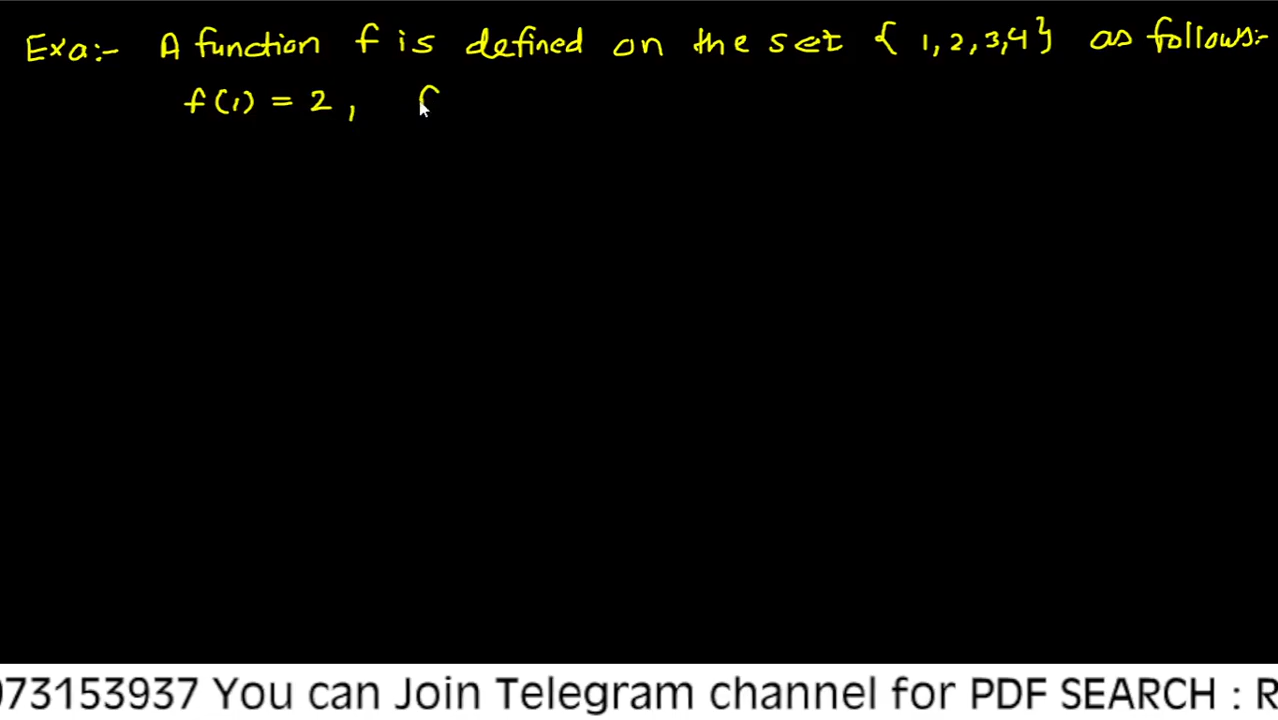 Exa:- A function f is defined on the set { 1, 2, 3, 4 } as follows:-
f(1) = 2 ,
073153937 You can Join Telegram channel for PDF SEARCH : R